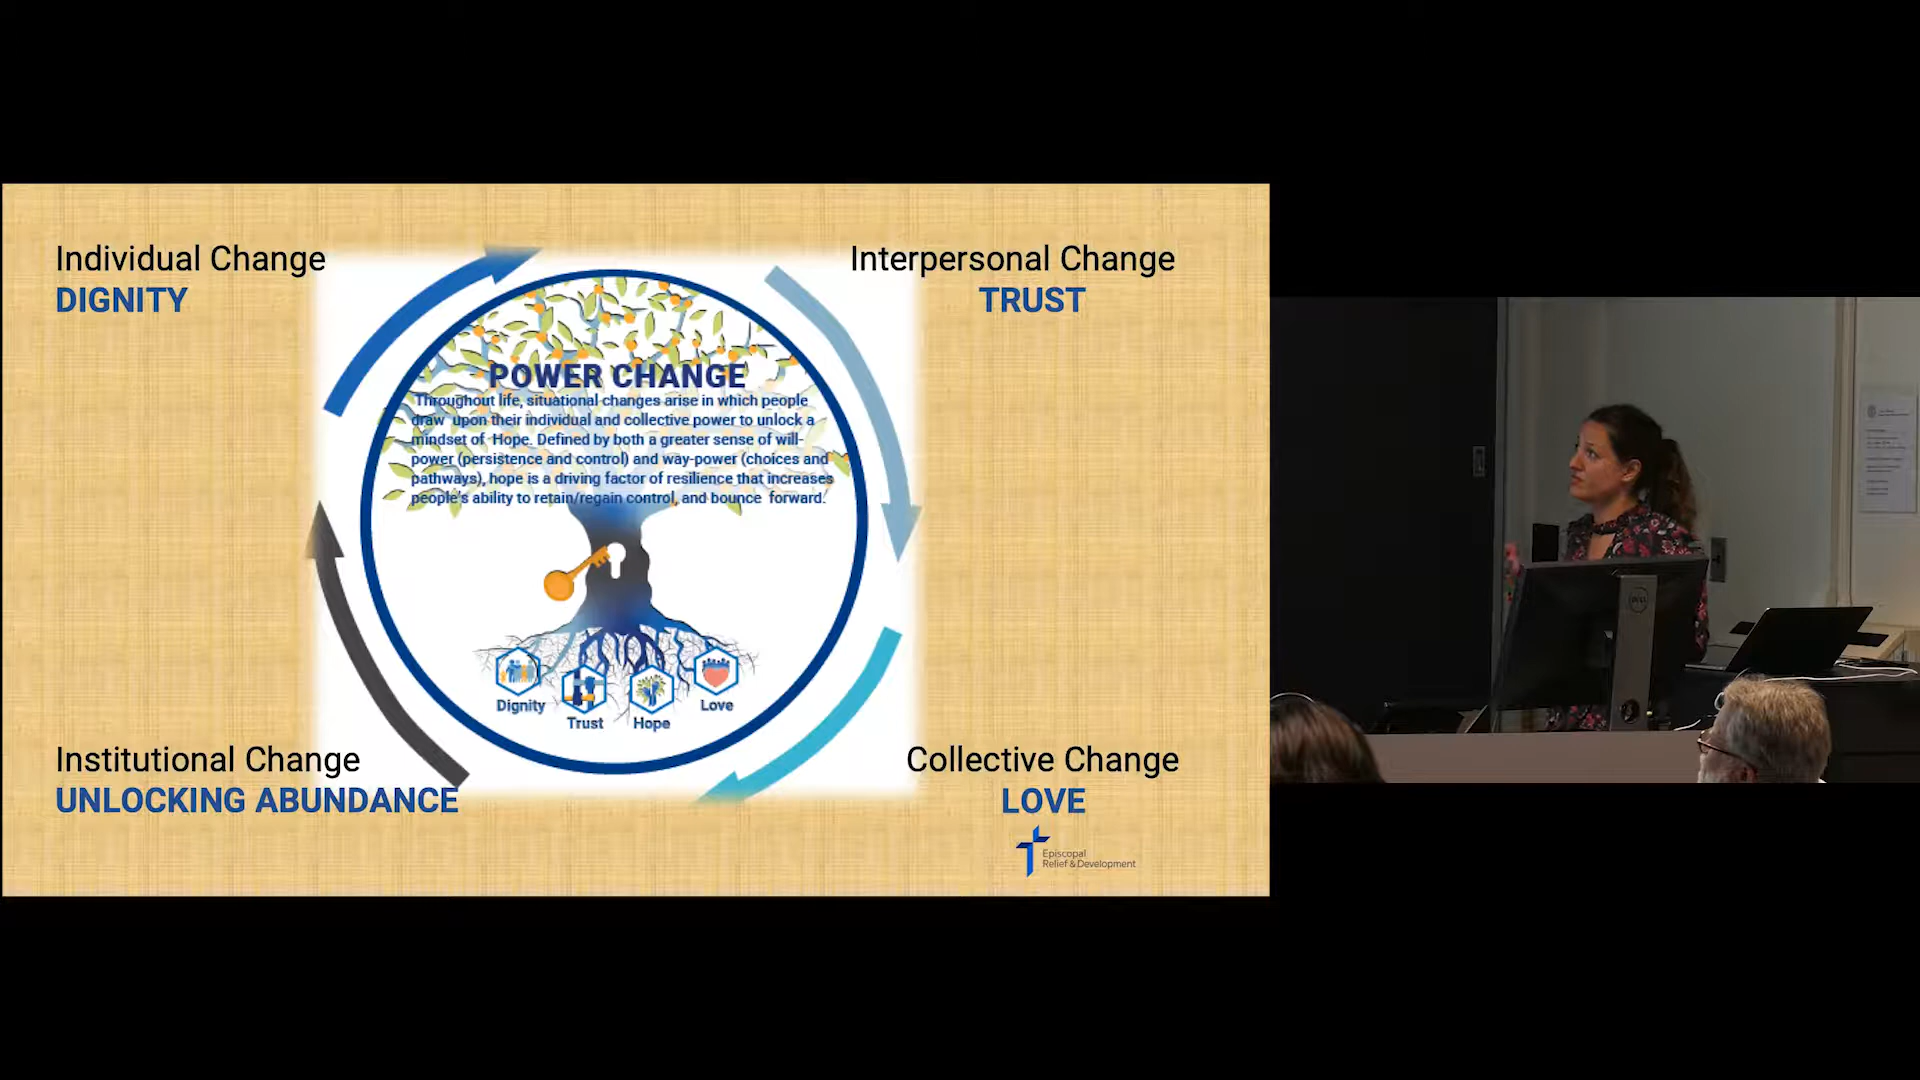 Individual Change
DIGNITY
Interpersonal Change
TRUST
POWER CHANGE
Throughout life, situational changes arise in which people
draw upon their individual and collective power to unlock a
mindset of Hope. Defined by both a greater sense of will-
power (persistence and control) and way-power (choices and
pathways), hope is a driving factor of resilience that increases
people's ability to retain/regain control, and bounce forward.
Dignity
Trust
Hope
Love
Institutional Change
UNLOCKING ABUNDANCE
Collective Change
LOVE
Episcopal
Relief & Development
DELL